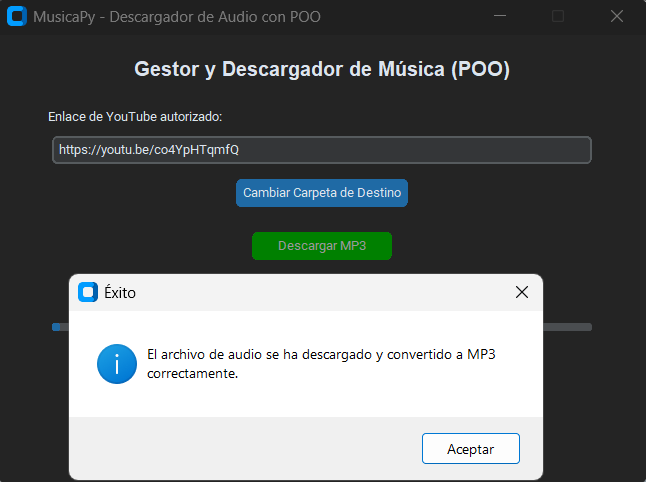 MusicaPy - Descargador de Audio con POO
Gestor y Descargador de Música (POO)
Enlace de YouTube autorizado:
https://youtu.be/co4YpHTqmfQ
Cambiar Carpeta de Destino
Descargar MP3
Éxito
El archivo de audio se ha descargado y convertido a MP3
correctamente.
Aceptar